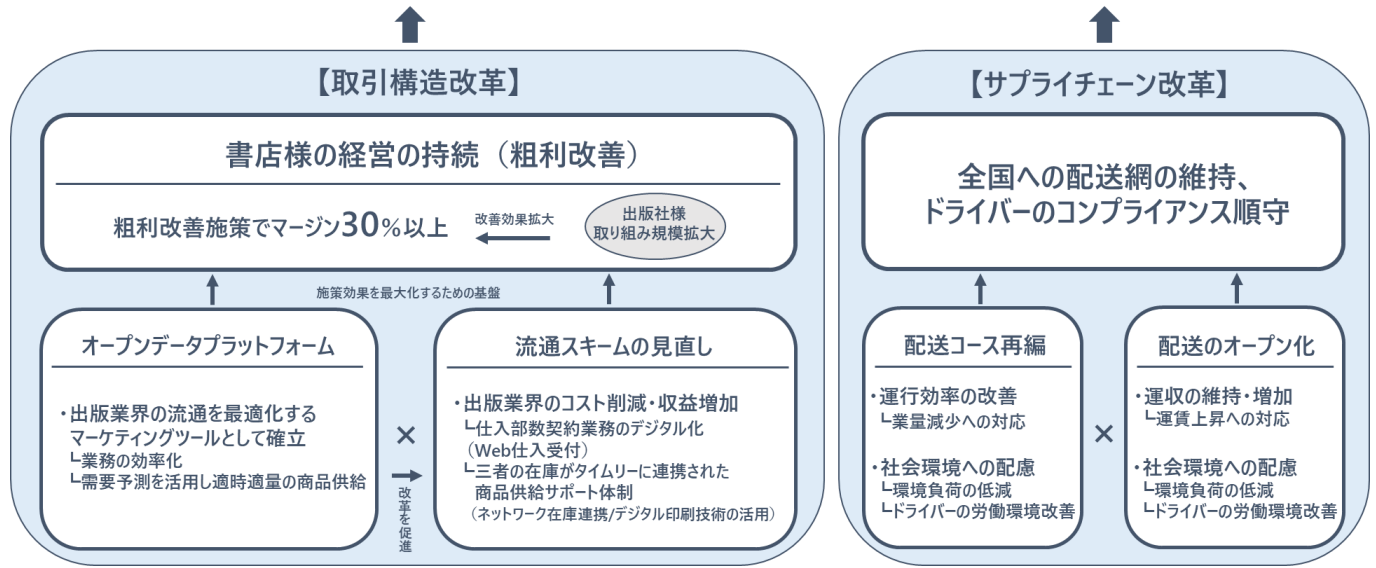 【取引構造改革】
書店様の経営の持続（粗利改善）
粗利改善施策でマージン30%以上
改善効果拡大
出版社様
取り組み規模拡大
施策効果を最大化するための基盤
オープンデータプラットフォーム
・出版業界の流通を最適化する
マーケティングツールとして確立
┗業務の効率化
┗需要予測を活用し適時適量の商品供給
×
改革を促進
流通スキームの見直し
・出版業界のコスト削減・収益増加
┗仕入部数契約業務のデジタル化
（Web仕入受付）
┗三者の在庫がタイムリーに連携された
商品供給サポート体制
（ネットワーク在庫連携/デジタル印刷技術の活用）
【サプライチェーン改革】
全国への配送網の維持、
ドライバーのコンプライアンス順守
配送コース再編
・運行効率の改善
┗業量減少への対応
・社会環境への配慮
┗環境負荷の低減
┗ドライバーの労働環境改善
×
配送のオープン化
・運収の維持・増加
┗運賃上昇への対応
・社会環境への配慮
┗環境負荷の低減
┗ドライバーの労働環境改善